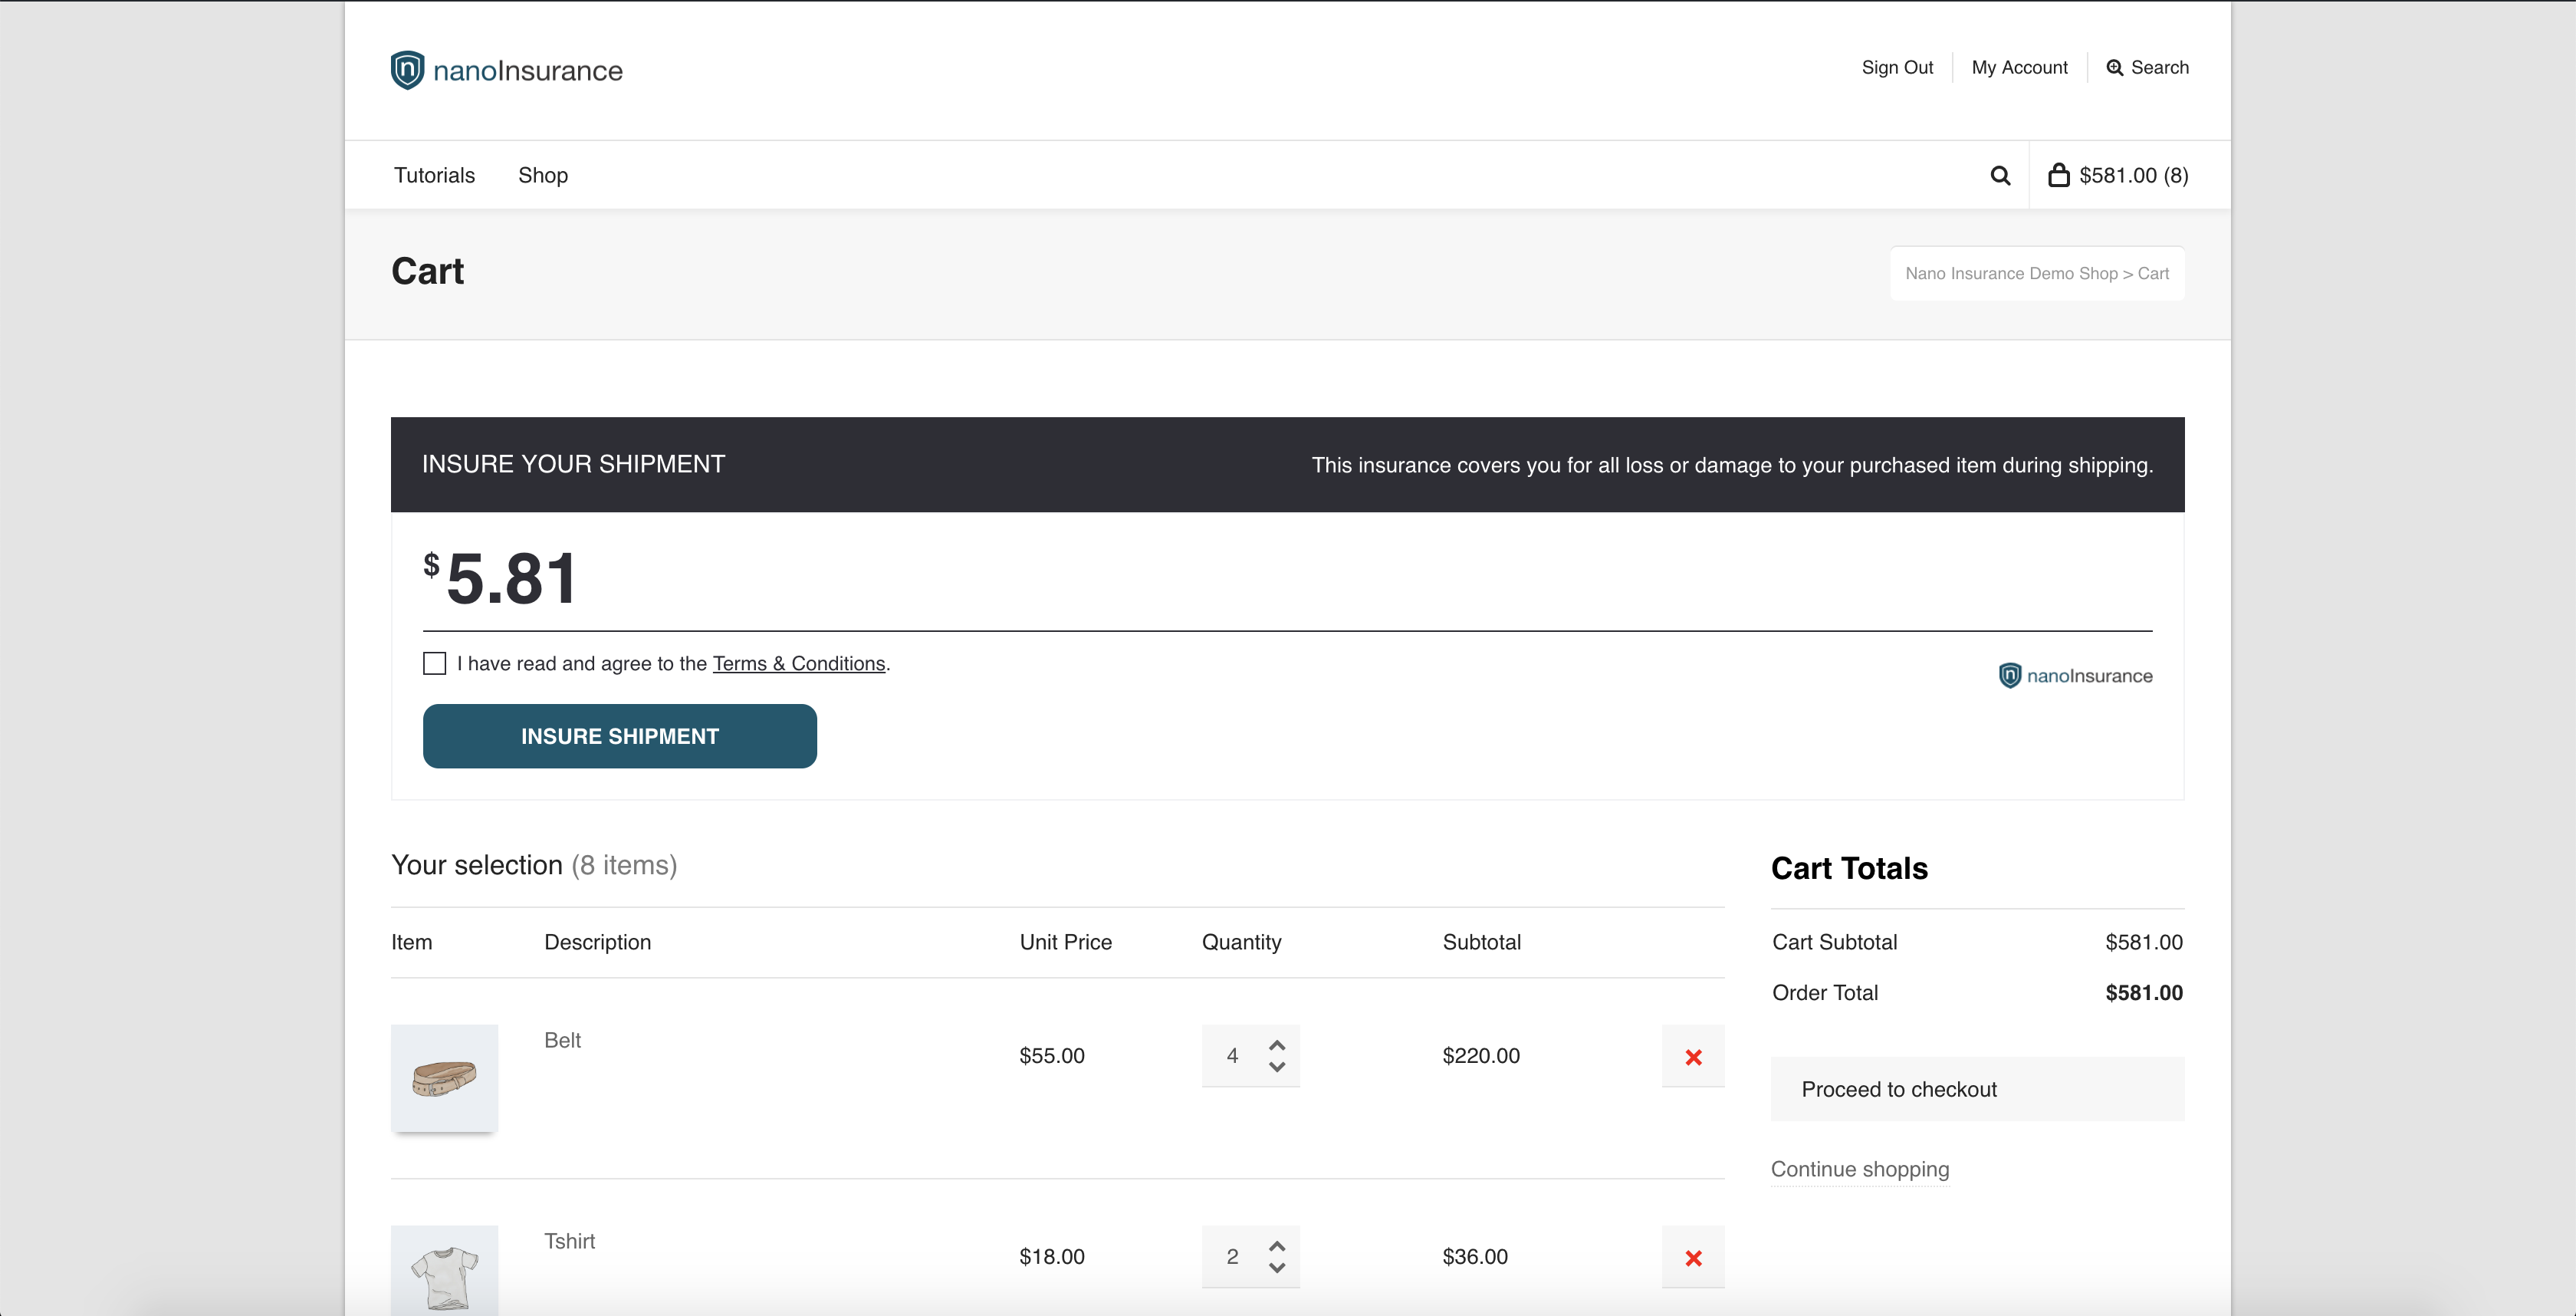 nanoInsurance
Sign Out My Account Search
Tutorials Shop $581.00 (8)
Cart
Nano Insurance Demo Shop > Cart
INSURE YOUR SHIPMENT
This insurance covers you for all loss or damage to your purchased item during shipping.
$5.81
I have read and agree to the Terms & Conditions.
nanoInsurance
INSURE SHIPMENT
Your selection (8 items)
Item Description Unit Price Quantity Subtotal
Belt $55.00 4 $220.00
Tshirt $18.00 2 $36.00
Cart Totals
Cart Subtotal $581.00
Order Total $581.00
Proceed to checkout
Continue shopping